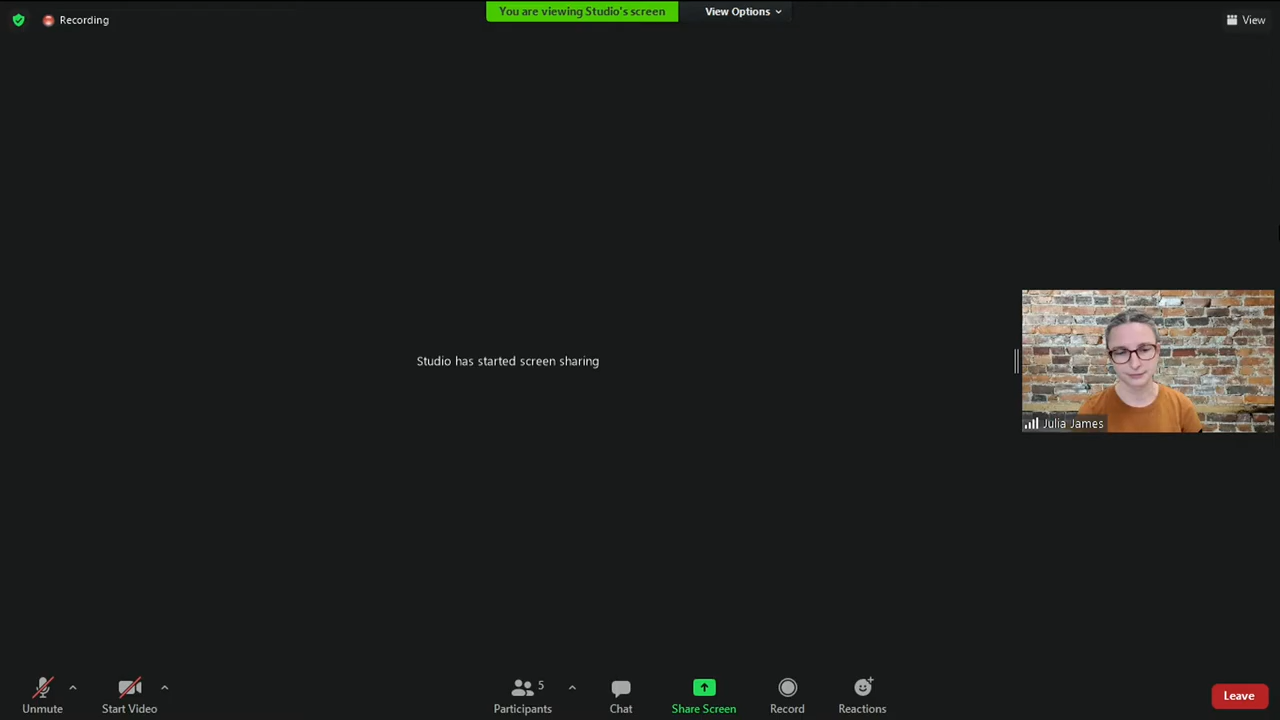 Recording
You are viewing Studio's screen
View Options
View
Studio has started screen sharing
Julia James
Unmute
Start Video
5
Participants
Chat
Share Screen
Record
Reactions
Leave